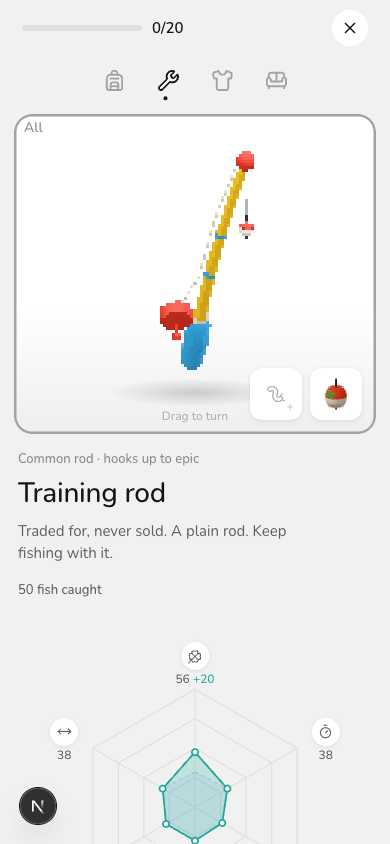 0/20
All
Drag to turn
Common rod · hooks up to epic
Training rod
Traded for, never sold. A plain rod. Keep
fishing with it.
50 fish caught
56 +20
38
38
N